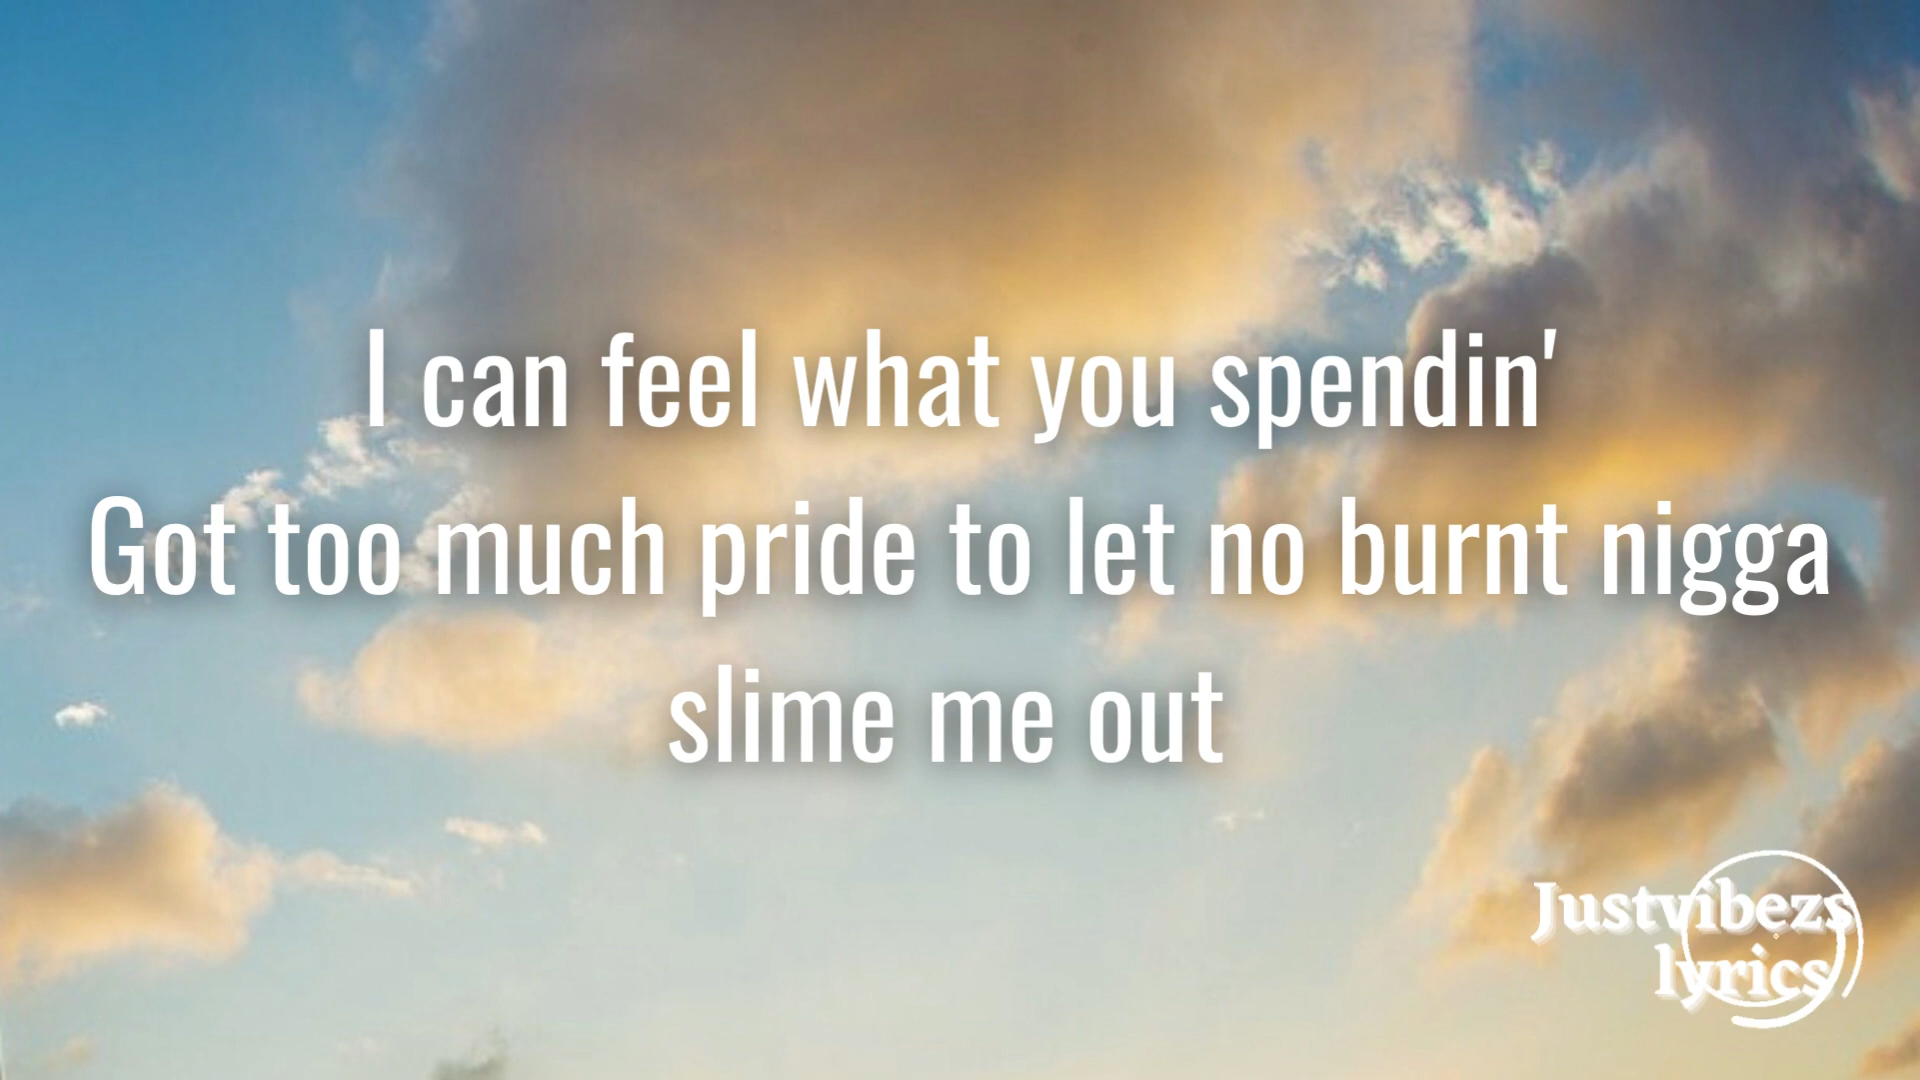 I can feel what you spendin'
Got too much pride to let no burnt nigga
slime me out
Justvibezs
lyrics